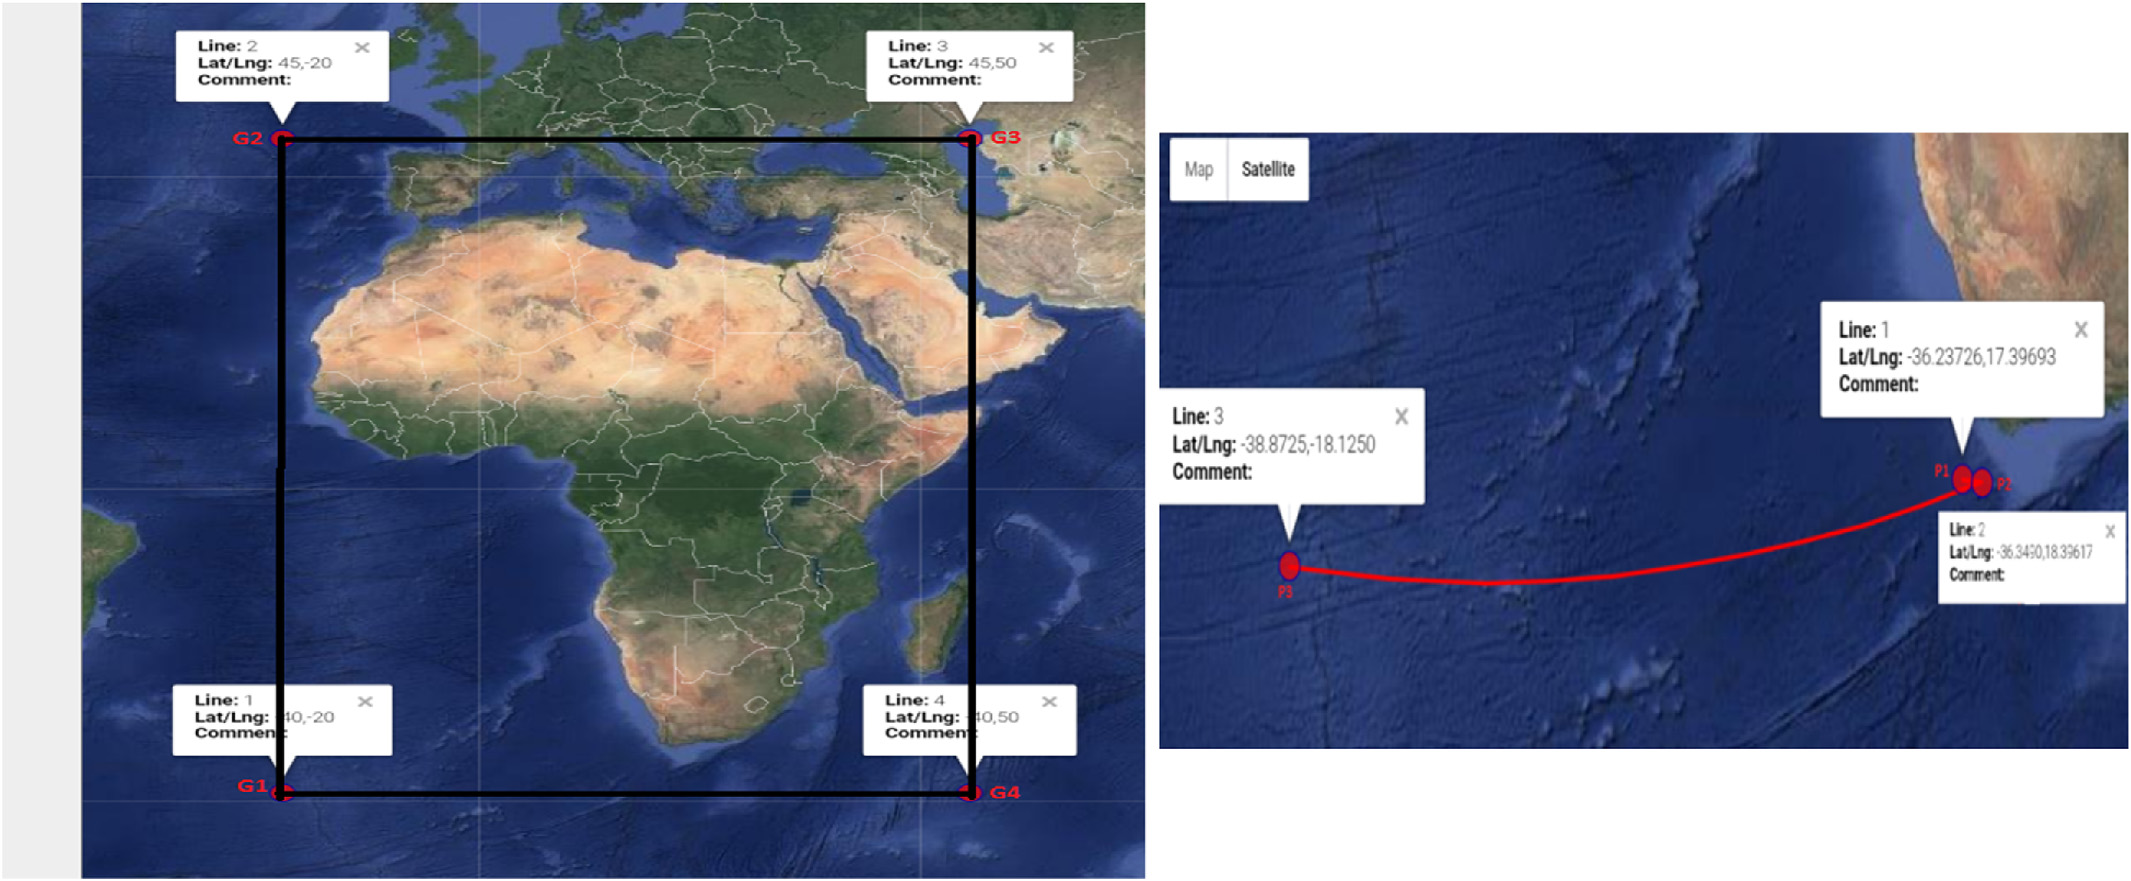 Line: 2
Lat/Lng: 45,-20
Comment:
G2
Line: 3
Lat/Lng: 45,50
Comment:
G3
Line: 1
Lat/Lng: 40,-20
Comment:
G1
Line: 4
Lat/Lng: -40,50
Comment:
G4
Map Satellite
Line: 1
Lat/Lng: -36.23726,17.39693
Comment:
Line: 3
Lat/Lng: -38.8725,-18.1250
Comment:
P1
P2
Line: 2
Lat/Lng: -36.3490,18.39617
Comment:
P3